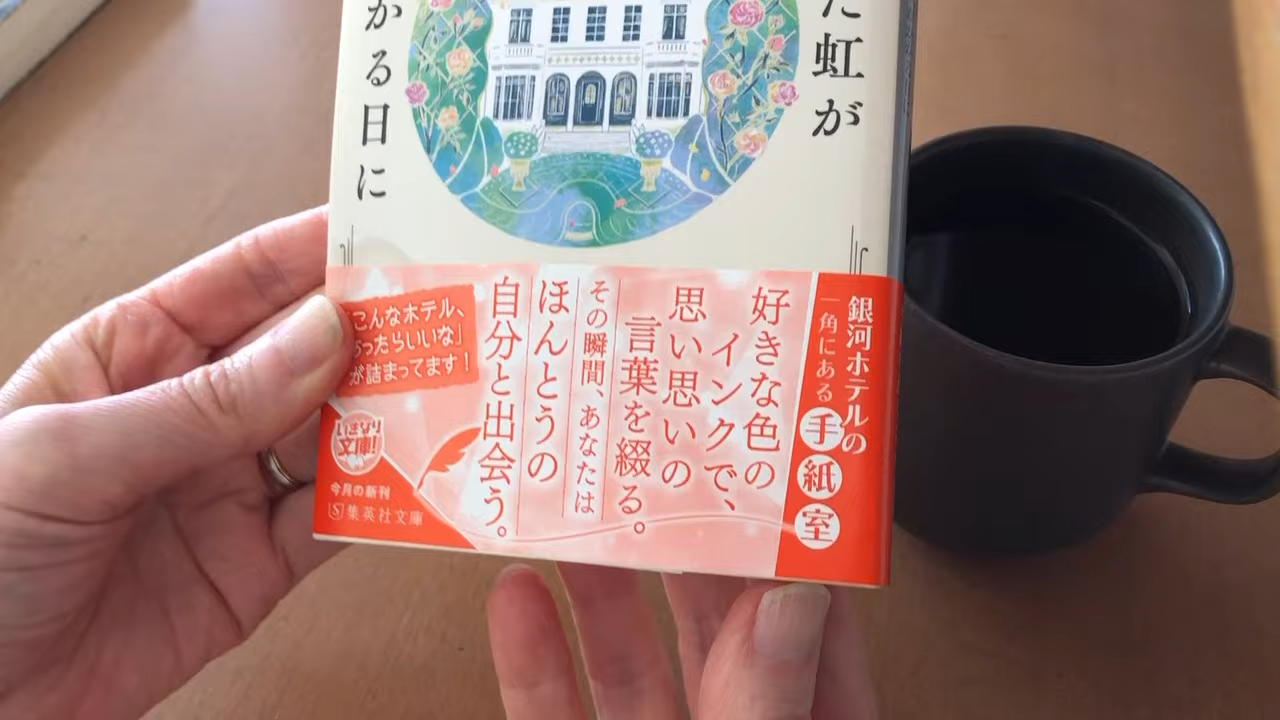 た虹が
かる日に
銀河ホテルの
一角にある
手紙室
好きな色の
インクで、
思い思いの
言葉を綴る。
その瞬間、あなたは
ほんとうの
自分と出会う。
こんなホテル、
ったらいいな」
が詰まってます!
今月の新刊
集英社文庫